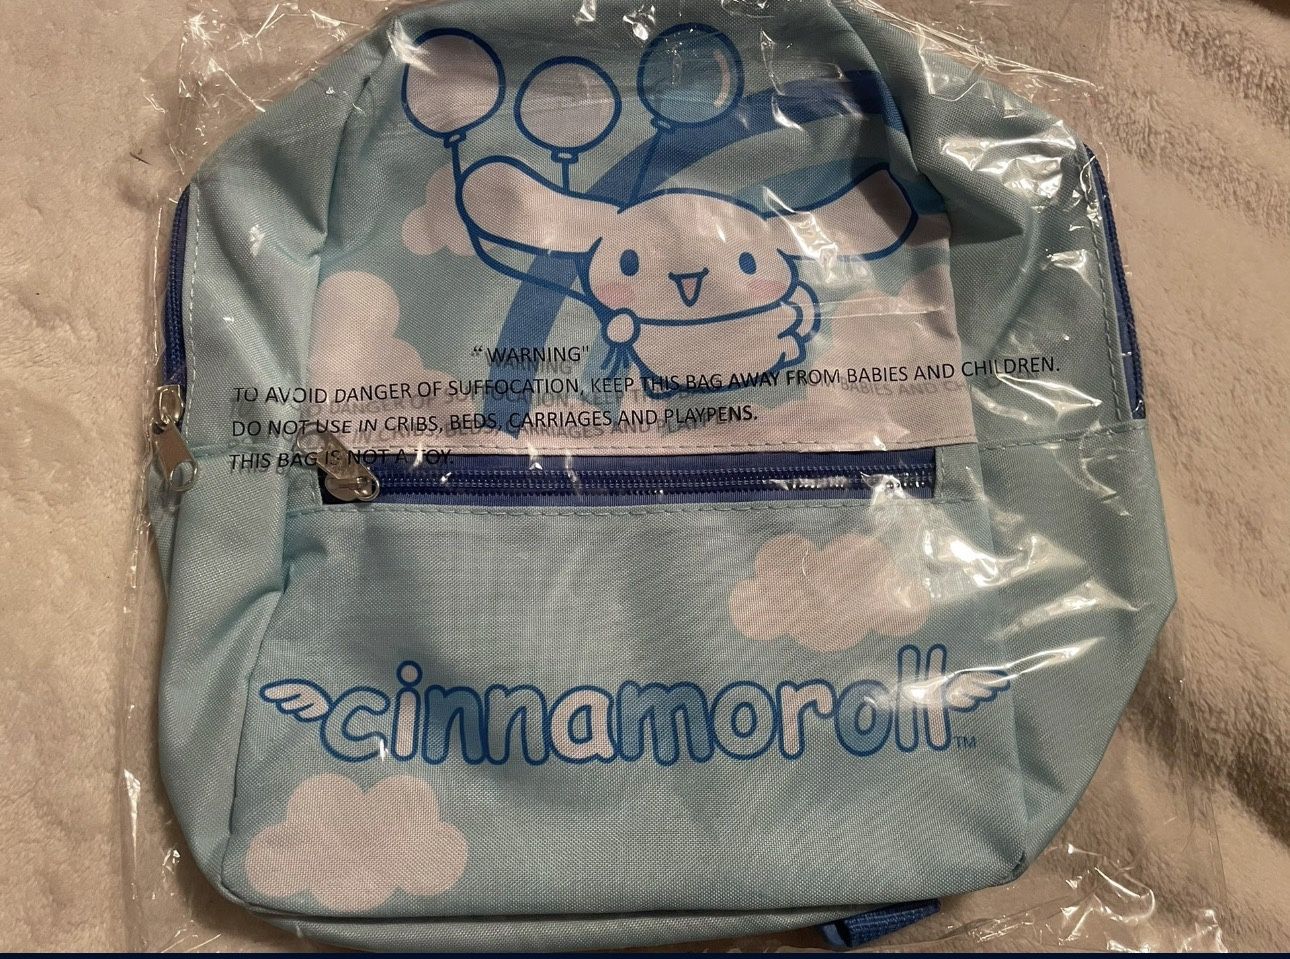 “WARNING"
TO AVOID DANGER OF SUFFOCATION, KEEP THIS BAG AWAY FROM BABIES AND CHILDREN.
DO NOT USE IN CRIBS, BEDS, CARRIAGES AND PLAYPENS.
THIS BAG IS NOT A TOY.
cinnamoroll™